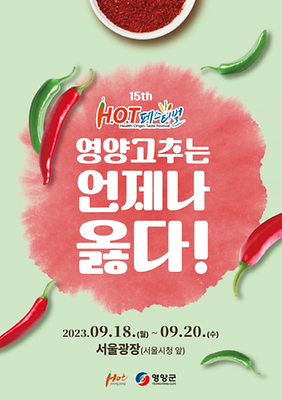 15th
H.O.T 페스티벌
Health Origin Taste Festival
영양고추는
언제나
옳다!
2023.09.18.(월) ~ 09.20.(수)
서울광장(서울시청 앞)
Hot
영양군